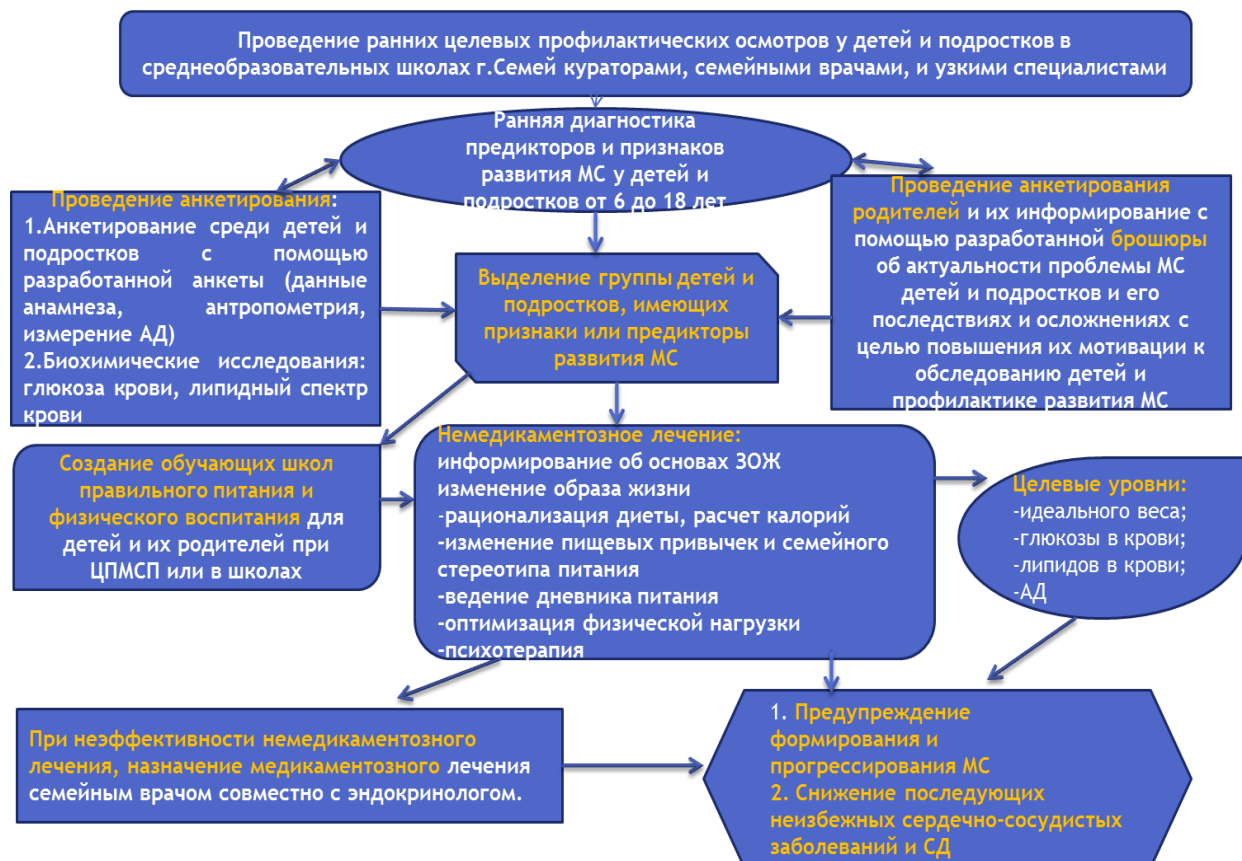 Проведение ранних целевых профилактических осмотров у детей и подростков в
среднеобразовательных школах г.Семей кураторами, семейными врачами, и узкими специалистами
Ранняя диагностика
предикторов и признаков
развития МС у детей и
подростков от 6 до 18 лет
Проведение анкетирования:
1.Анкетирование среди детей и
подростков с помощью
разработанной анкеты (данные
анамнеза, антропометрия,
измерение АД)
2.Биохимические исследования:
глюкоза крови, липидный спектр
крови
Выделение группы детей и
подростков, имеющих
признаки или предикторы
развития МС
Проведение анкетирования
родителей и их информирование с
помощью разработанной брошюры
об актуальности проблемы МС
детей и подростков и его
последствиях и осложнениях с
целью повышения их мотивации к
обследованию детей и
профилактике развития МС
Создание обучающих школ
правильного питания и
физического воспитания для
детей и их родителей при
ЦПМСП или в школах
Немедикаментозное лечение:
информирование об основах ЗОЖ
изменение образа жизни
-рационализация диеты, расчет калорий
-изменение пищевых привычек и семейного
стереотипа питания
-ведение дневника питания
-оптимизация физической нагрузки
-психотерапия
Целевые уровни:
-идеального веса;
-глюкозы в крови;
-липидов в крови;
-АД
При неэффективности немедикаментозного
лечения, назначение медикаментозного лечения
семейным врачом совместно с эндокринологом.
1. Предупреждение
формирования и
прогрессирования МС
2. Снижение последующих
неизбежных сердечно-сосудистых
заболеваний и СД